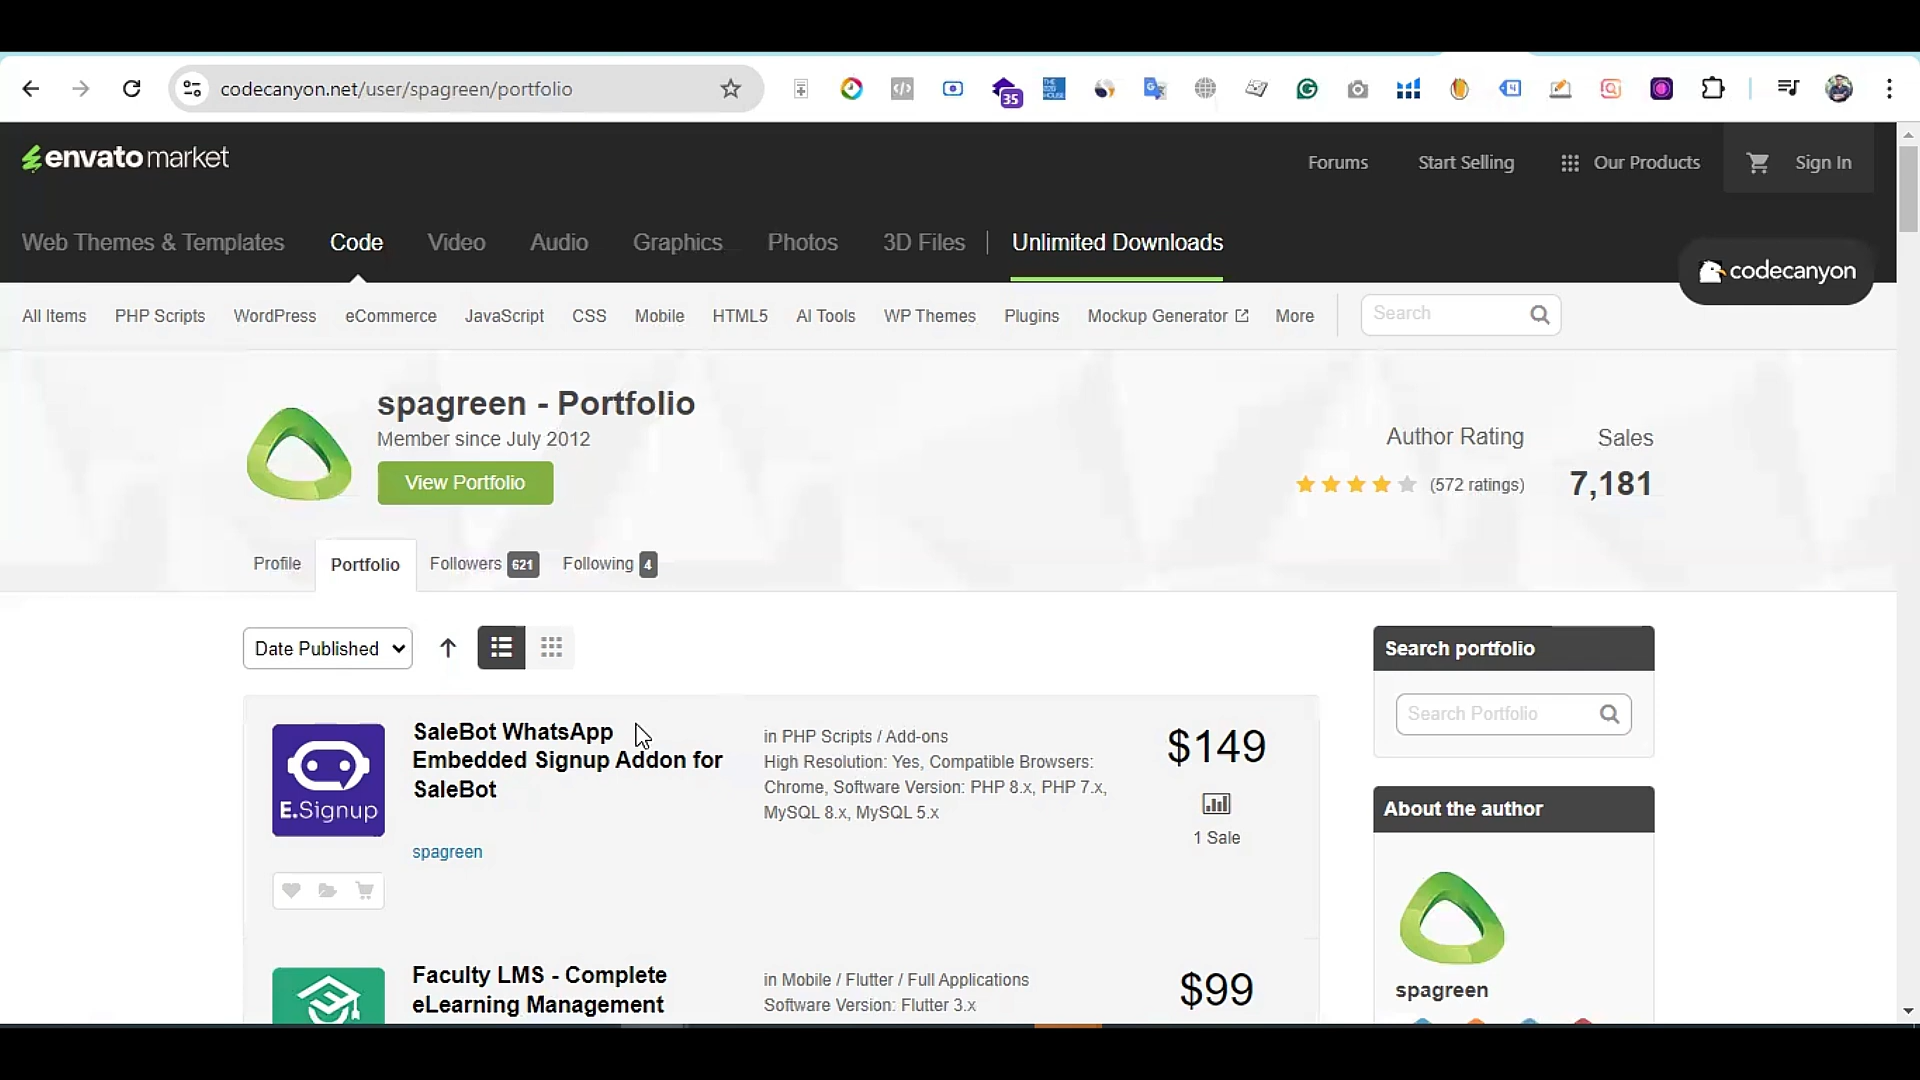 codecanyon.net/user/spagreen/portfolio
35
envato market
Forums
Start Selling
Our Products
Sign In
Web Themes & Templates
Code
Video
Audio
Graphics
Photos
3D Files
Unlimited Downloads
codecanyon
All Items
PHP Scripts
WordPress
eCommerce
JavaScript
CSS
Mobile
HTML5
AI Tools
WP Themes
Plugins
Mockup Generator
More
Search
spagreen - Portfolio
Member since July 2012
View Portfolio
Author Rating
Sales
(572 ratings)
7,181
Profile
Portfolio
Followers 621
Following 4
Date Published
SaleBot WhatsApp
Embedded Signup Addon for
SaleBot
E.Signup
spagreen
in PHP Scripts / Add-ons
High Resolution: Yes, Compatible Browsers:
Chrome, Software Version: PHP 8.x, PHP 7.x,
MySQL 8.x, MySQL 5.x
$149
1 Sale
Faculty LMS - Complete
eLearning Management
in Mobile / Flutter / Full Applications
Software Version: Flutter 3.x
$99
Search portfolio
Search Portfolio
About the author
spagreen